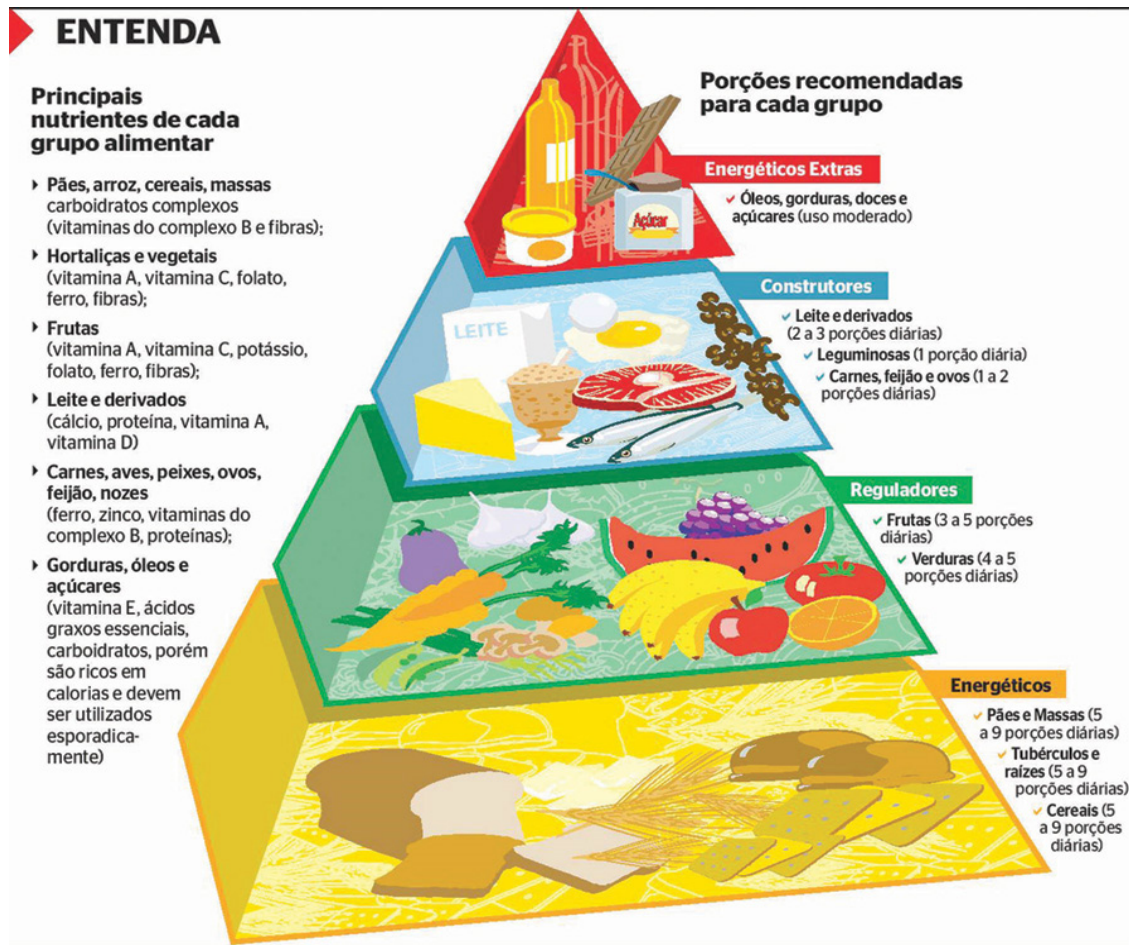 ENTENDA
Principais
nutrientes de cada
grupo alimentar
Pães, arroz, cereais, massas
carboidratos complexos
(vitaminas do complexo B e fibras);
Hortaliças e vegetais
(vitamina A, vitamina C, folato,
ferro, fibras);
Frutas
(vitamina A, vitamina C, potássio,
folato, ferro, fibras);
Leite e derivados
(cálcio, proteína, vitamina A,
vitamina D)
Carnes, aves, peixes, ovos,
feijão, nozes
(ferro, zinco, vitaminas do
complexo B, proteínas);
Gorduras, óleos e
açúcares
(vitamina E, ácidos
graxos essenciais,
carboidratos, porém
são ricos em
calorias e devem
ser utilizados
esporadica-
mente)
Porções recomendadas
para cada grupo
Energéticos Extras
Óleos, gorduras, doces e
açúcares (uso moderado)
Açúcar
Construtores
Leite e derivados
(2 a 3 porções diárias)
Leguminosas (1 porção diária)
Carnes, feijão e ovos (1 a 2
porções diárias)
LEITE
Reguladores
Frutas (3 a 5 porções
diárias)
Verduras (4 a 5
porções diárias)
Energéticos
Pães e Massas (5
a 9 porções diárias)
Tubérculos e
raízes (5 a 9
porções diárias)
Cereais (5
a 9 porções
diárias)